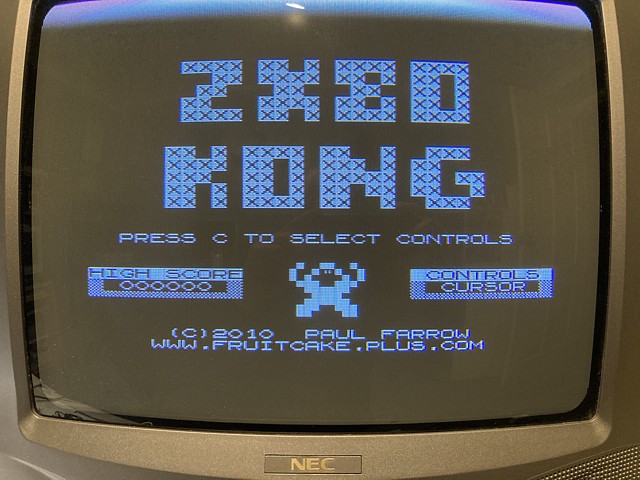 ZX80
KONG
PRESS C TO SELECT CONTROLS
HIGH SCORE
000000
CONTROLS
CURSOR
(C)2010 PAUL FARROW
WWW.FRUITCAKE.PLUS.COM
NEC